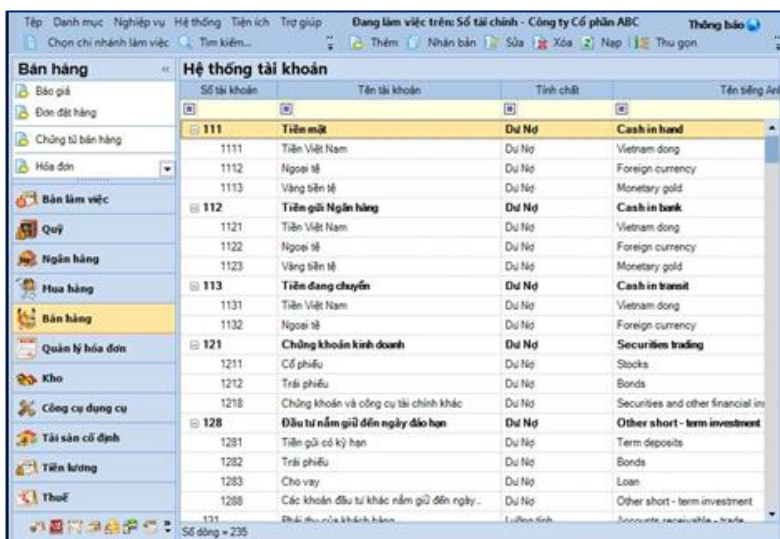 Tệp Danh mục Nghiệp vụ Hệ thống Tiện ích Trợ giúp Đang làm việc trên: Sổ tài chính - Công ty Cổ phần ABC Thông báo
Chọn chi nhánh làm việc Tìm kiếm... Thêm Nhân bản Sửa Xóa Nạp Thu gọn
Bán hàng
Báo giá
Đơn đặt hàng
Chứng từ bán hàng
Hóa đơn
Bàn làm việc
Quỹ
Ngân hàng
Mua hàng
Bán hàng
Quản lý hóa đơn
Kho
Công cụ dụng cụ
Tài sản cố định
Tiền lương
Thuế
Hệ thống tài khoản
Số tài khoản Tên tài khoản Tính chất Tên tiếng Anh
111 Tiền mặt Dư Nợ Cash in hand
1111 Tiền Việt Nam Dư Nợ Vietnam dong
1112 Ngoại tệ Dư Nợ Foreign currency
1113 Vàng tiền tệ Dư Nợ Monetary gold
112 Tiền gửi Ngân hàng Dư Nợ Cash in bank
1121 Tiền Việt Nam Dư Nợ Vietnam dong
1122 Ngoại tệ Dư Nợ Foreign currency
1123 Vàng tiền tệ Dư Nợ Monetary gold
113 Tiền đang chuyển Dư Nợ Cash in transit
1131 Tiền Việt Nam Dư Nợ Vietnam dong
1132 Ngoại tệ Dư Nợ Foreign currency
121 Chứng khoán kinh doanh Dư Nợ Securities trading
1211 Cổ phiếu Dư Nợ Stocks
1212 Trái phiếu Dư Nợ Bonds
1218 Chứng khoán và công cụ tài chính khác Dư Nợ Securities and other financial ins
128 Đầu tư nắm giữ đến ngày đáo hạn Dư Nợ Other short - term investment
1281 Tiền gửi có kỳ hạn Dư Nợ Term deposits
1282 Trái phiếu Dư Nợ Bonds
1283 Cho vay Dư Nợ Loan
1288 Các khoản đầu tư khác nắm giữ đến ngày... Dư Nợ Other short - term investment
131 Phải thu của khách hàng Lưỡng tính Accounts receivable - trade
Số dòng = 235